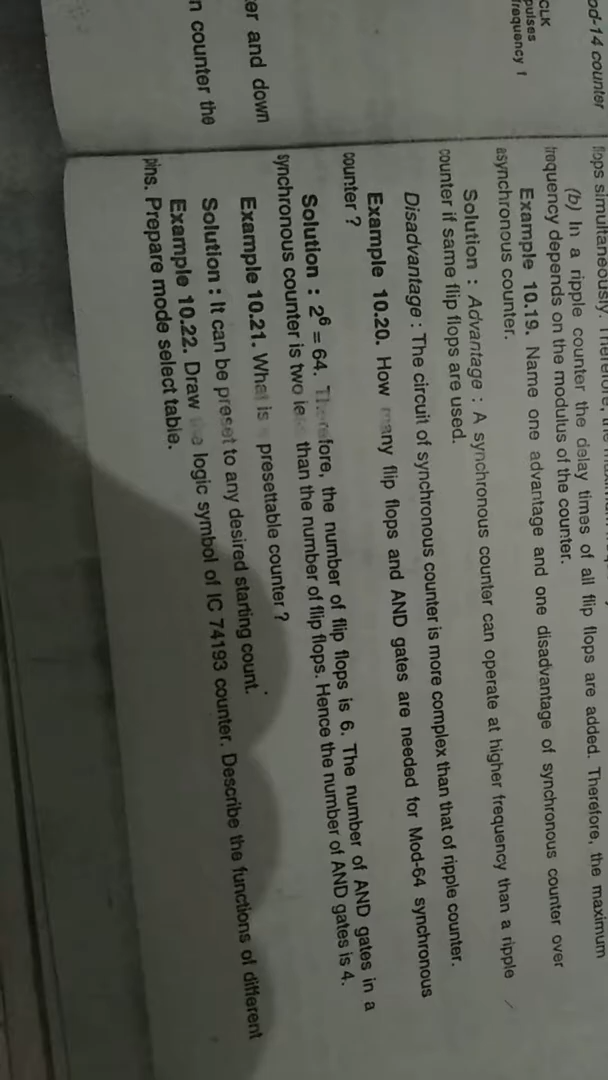 od-14 counter
CLK
pulses
frequency f
er and down
n counter the
flops simultaneously. Therefore, the
(b) In a ripple counter the delay times of all flip flops are added. Therefore, the maximum
frequency depends on the modulus of the counter.
Example 10.19. Name one advantage and one disadvantage of synchronous counter over
asynchronous counter.
Solution : Advantage : A synchronous counter can operate at higher frequency than a ripple
counter if same flip flops are used.
Disadvantage : The circuit of synchronous counter is more complex than that of ripple counter.
Example 10.20. How many flip flops and AND gates are needed for Mod-64 synchronous
counter ?
Solution : 2⁶ = 64. Therefore, the number of flip flops is 6. The number of AND gates in a
synchronous counter is two less than the number of flip flops. Hence the number of AND gates is 4.
Example 10.21. What is presettable counter ?
Solution : It can be preset to any desired starting count.
Example 10.22. Draw the logic symbol of IC 74193 counter. Describe the functions of different
pins. Prepare mode select table.